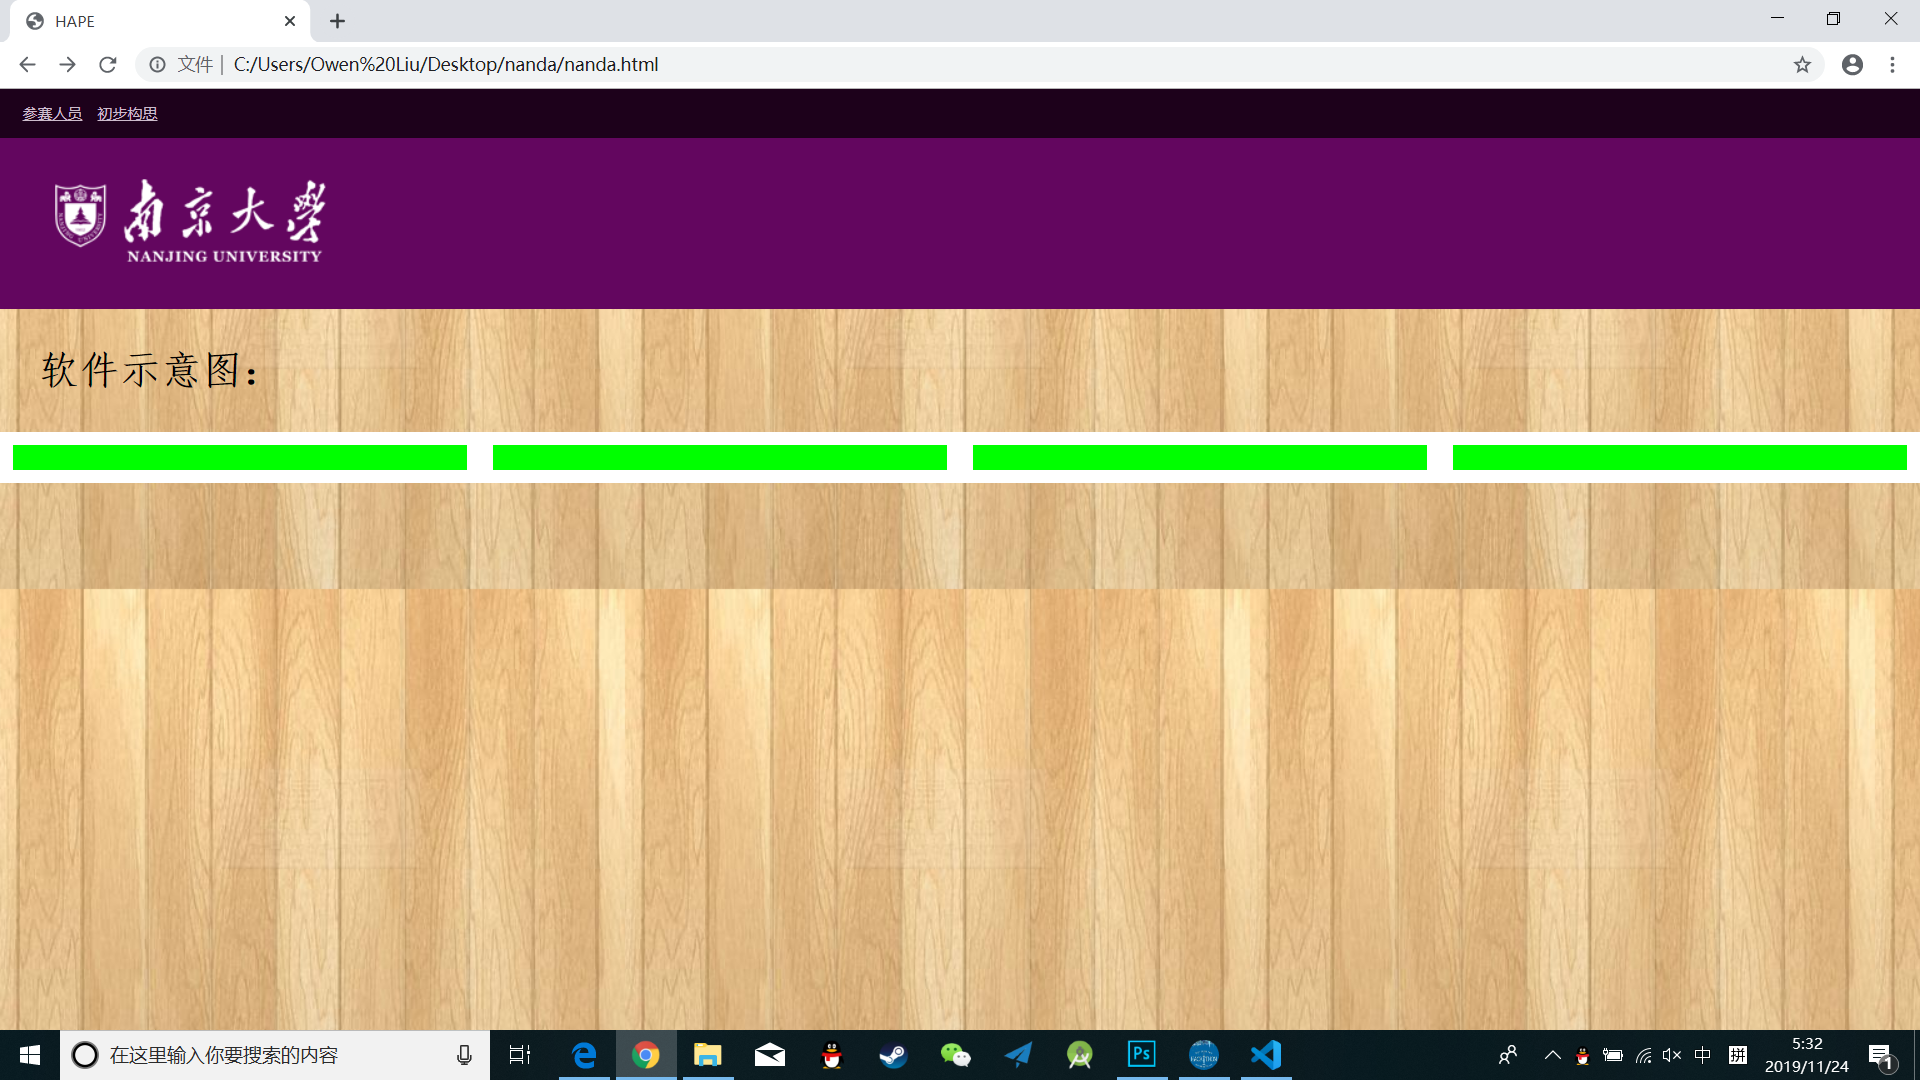 HAPE
文件 | C:/Users/Owen%20Liu/Desktop/nanda/nanda.html
参赛人员 初步构思
南京大學
NANJING UNIVERSITY
软件示意图：
在这里输入你要搜索的内容
Ps
中
拼
5:32
2019/11/24
1